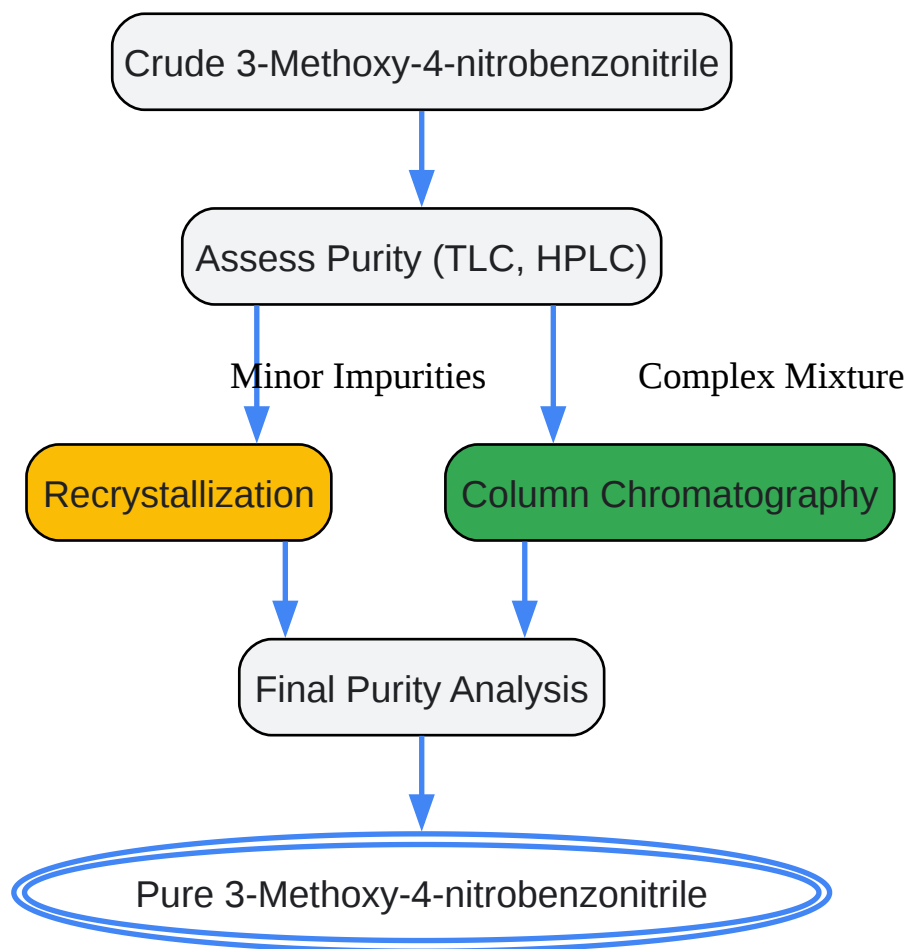 Crude 3-Methoxy-4-nitrobenzonitrile
Assess Purity (TLC, HPLC)
Minor Impurities
Complex Mixture
Recrystallization
Column Chromatography
Final Purity Analysis
Pure 3-Methoxy-4-nitrobenzonitrile